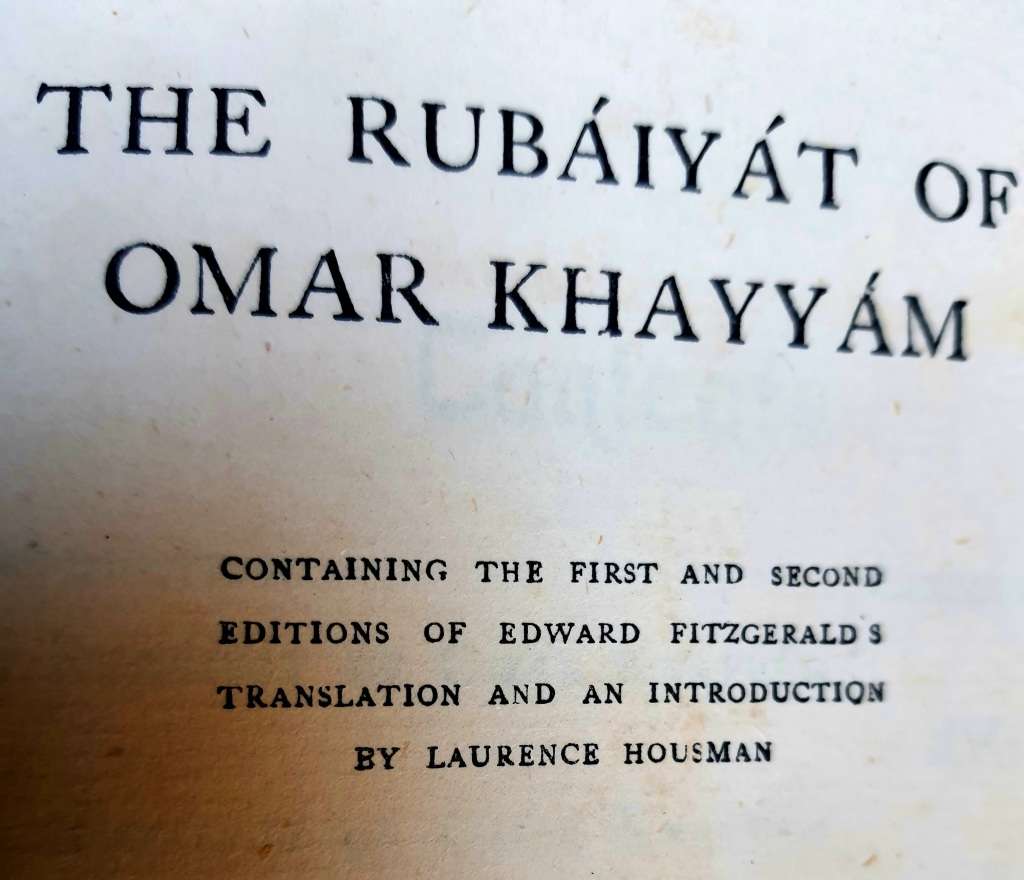 THE RUBÁIYÁT OF
OMAR KHAYYÁM
CONTAINING THE FIRST AND SECOND
EDITIONS OF EDWARD FITZGERALD S
TRANSLATION AND AN INTRODUCTION
BY LAURENCE HOUSMAN